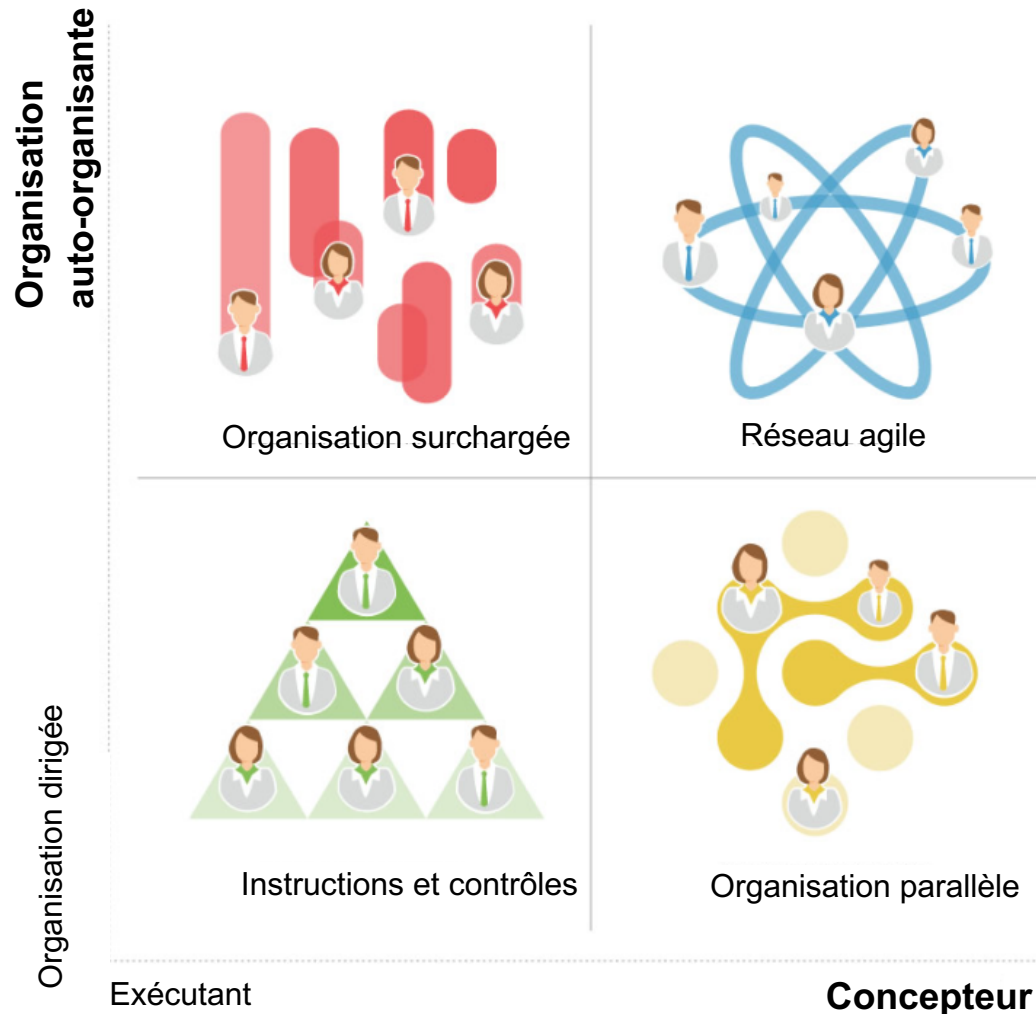 Organisation
auto-organisante
Organisation surchargée
Réseau agile
Organisation dirigée
Instructions et contrôles
Organisation parallèle
Exécutant
Concepteur